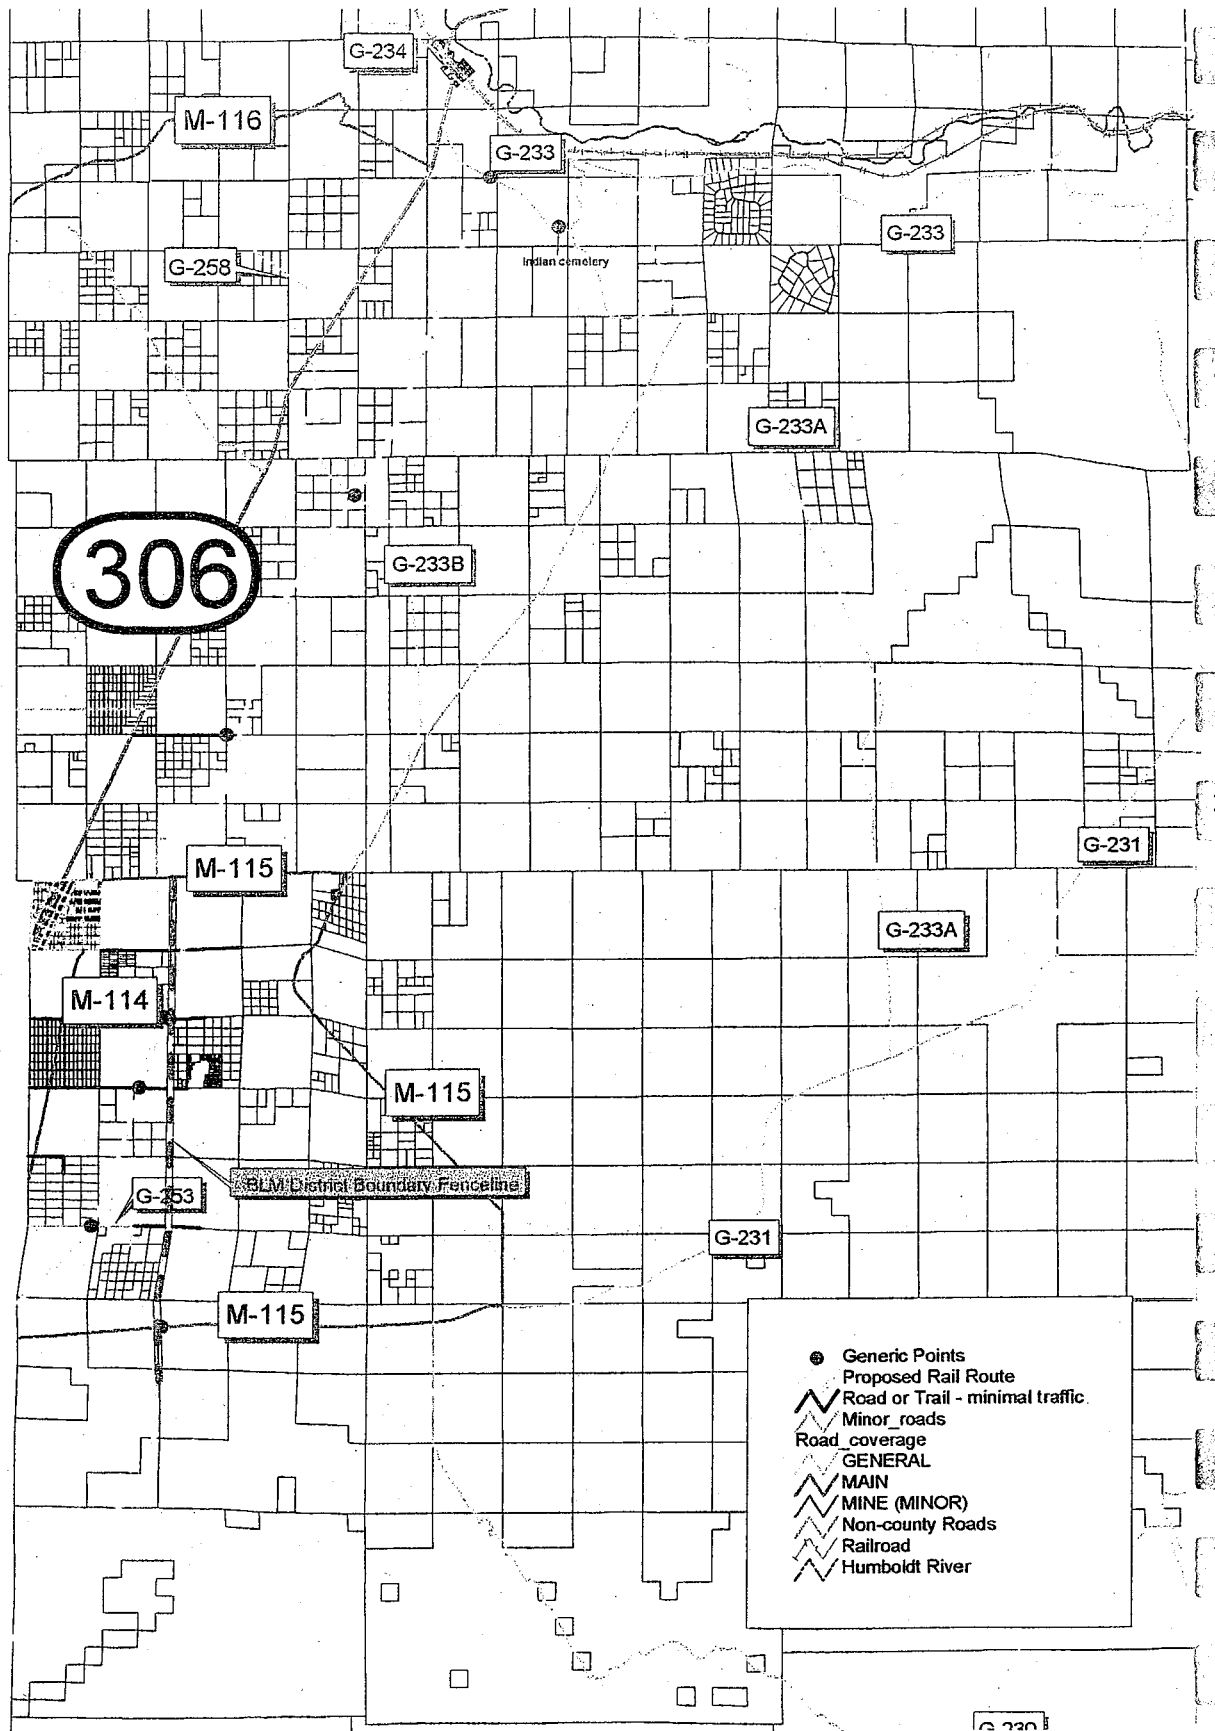 G-234
M-116
G-233
G-233
Indian cemetery
G-258
G-233A
306
G-233B
M-115
G-231
G-233A
M-114
M-115
BLM District Boundary Fenceline
G-253
G-231
M-115
Generic Points
Proposed Rail Route
Road or Trail - minimal traffic
Minor_roads
Road_coverage
GENERAL
MAIN
MINE (MINOR)
Non-county Roads
Railroad
Humboldt River
G-230